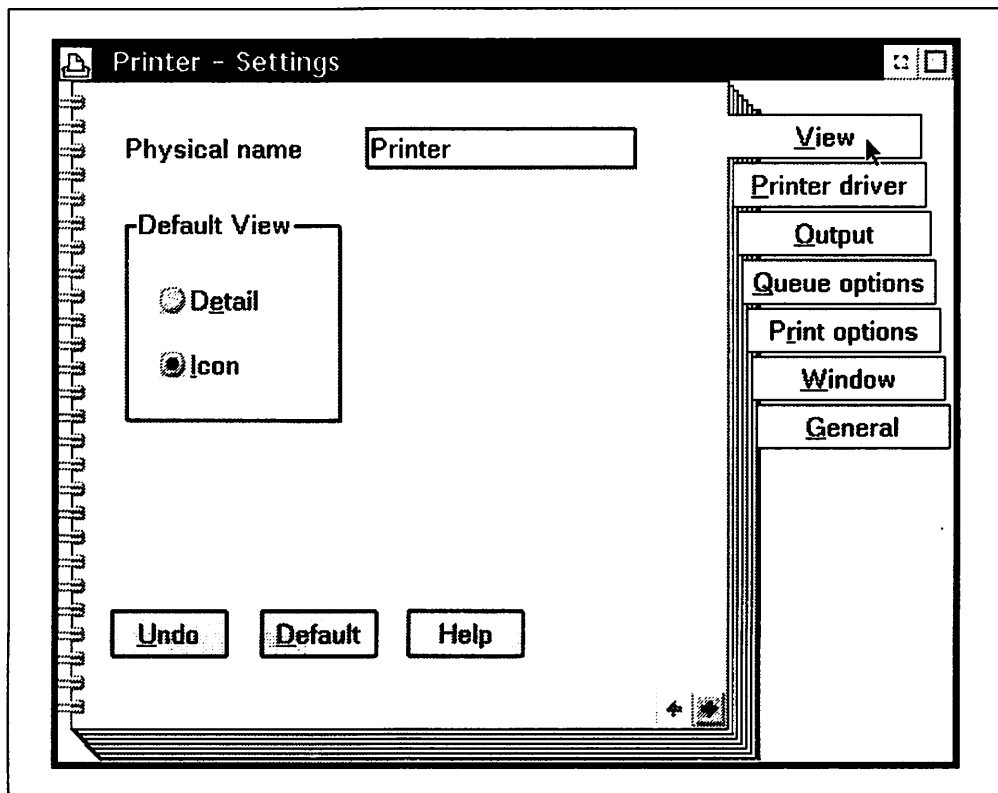 Printer - Settings
Physical name
Printer
Default View
Detail
Icon
Undo
Default
Help
View
Printer driver
Output
Queue options
Print options
Window
General